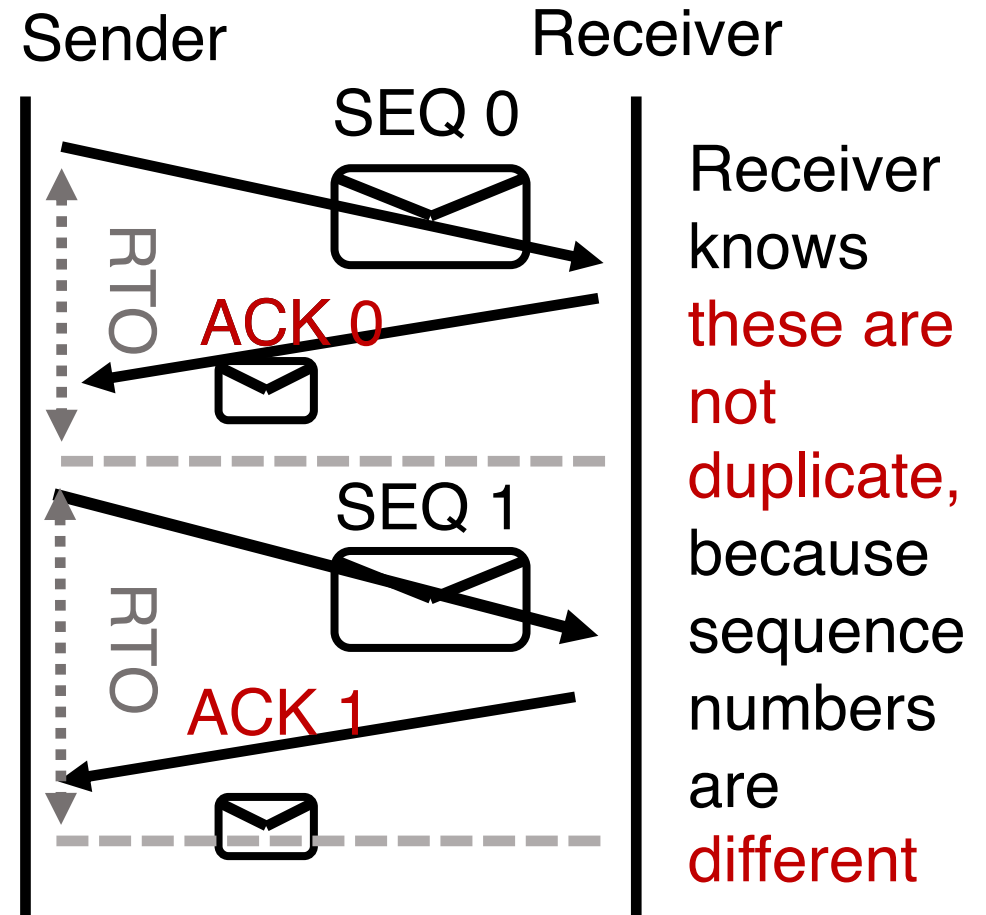 Sender
Receiver
SEQ 0
RTO
ACK 0
SEQ 1
RTO
ACK 1
Receiver
knows
these are
not
duplicate,
because
sequence
numbers
are
different